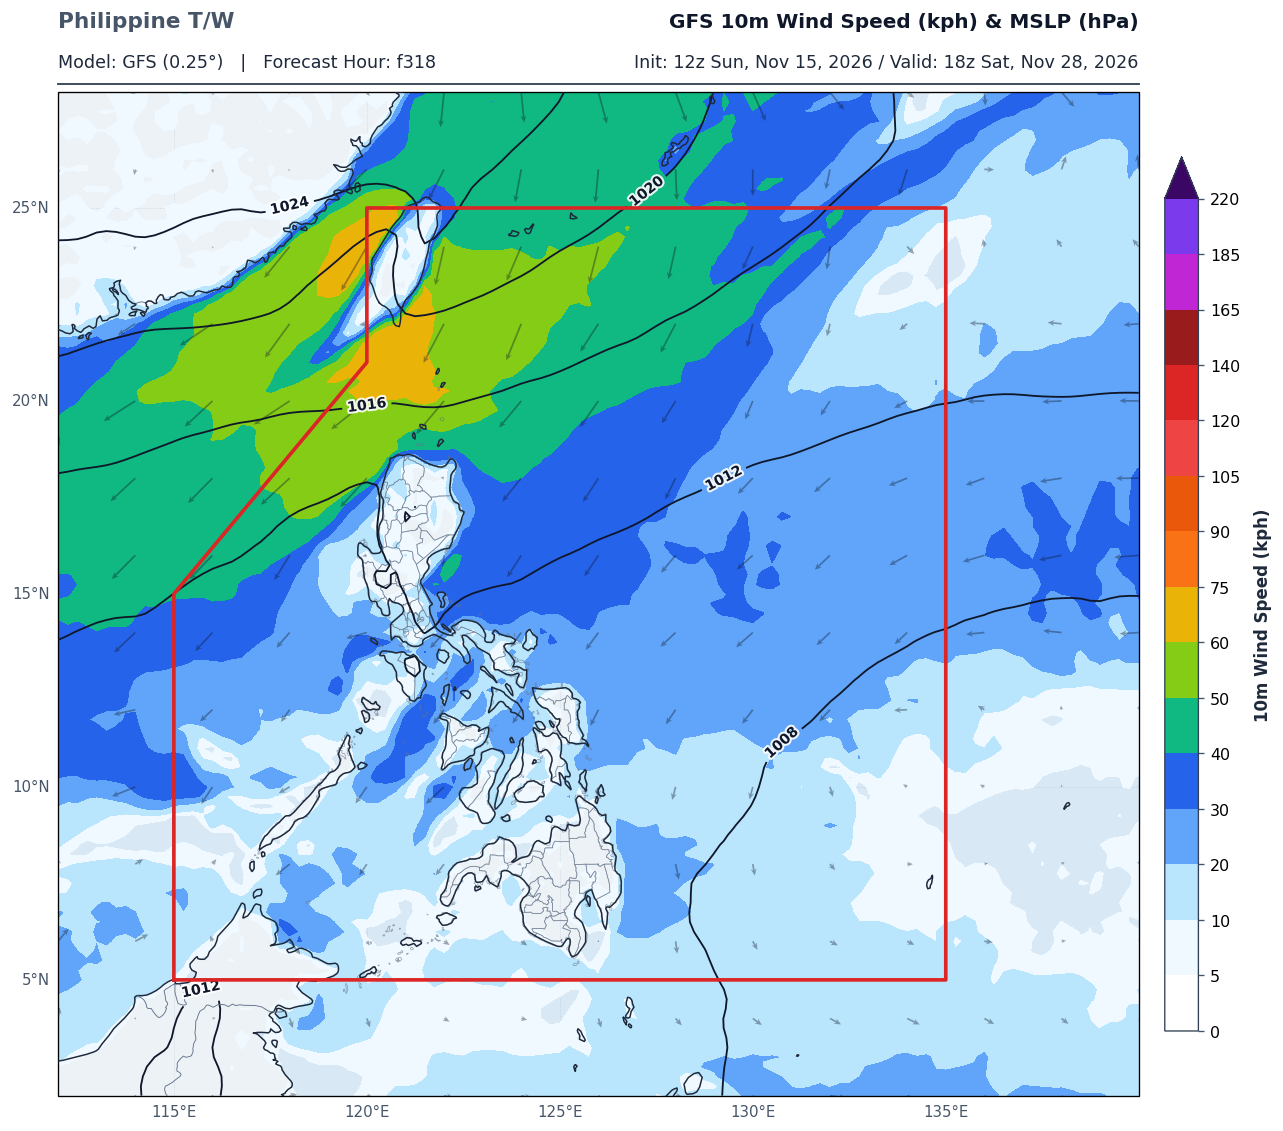 Philippine T/W
GFS 10m Wind Speed (kph) & MSLP (hPa)
Model: GFS (0.25°)   |   Forecast Hour: f318
Init: 12z Sun, Nov 15, 2026 / Valid: 18z Sat, Nov 28, 2026
25°N
20°N
15°N
10°N
5°N
115°E
120°E
125°E
130°E
135°E
1024
1020
1016
1012
1008
1012
220
185
165
140
120
105
90
75
60
50
40
30
20
10
5
0
10m Wind Speed (kph)